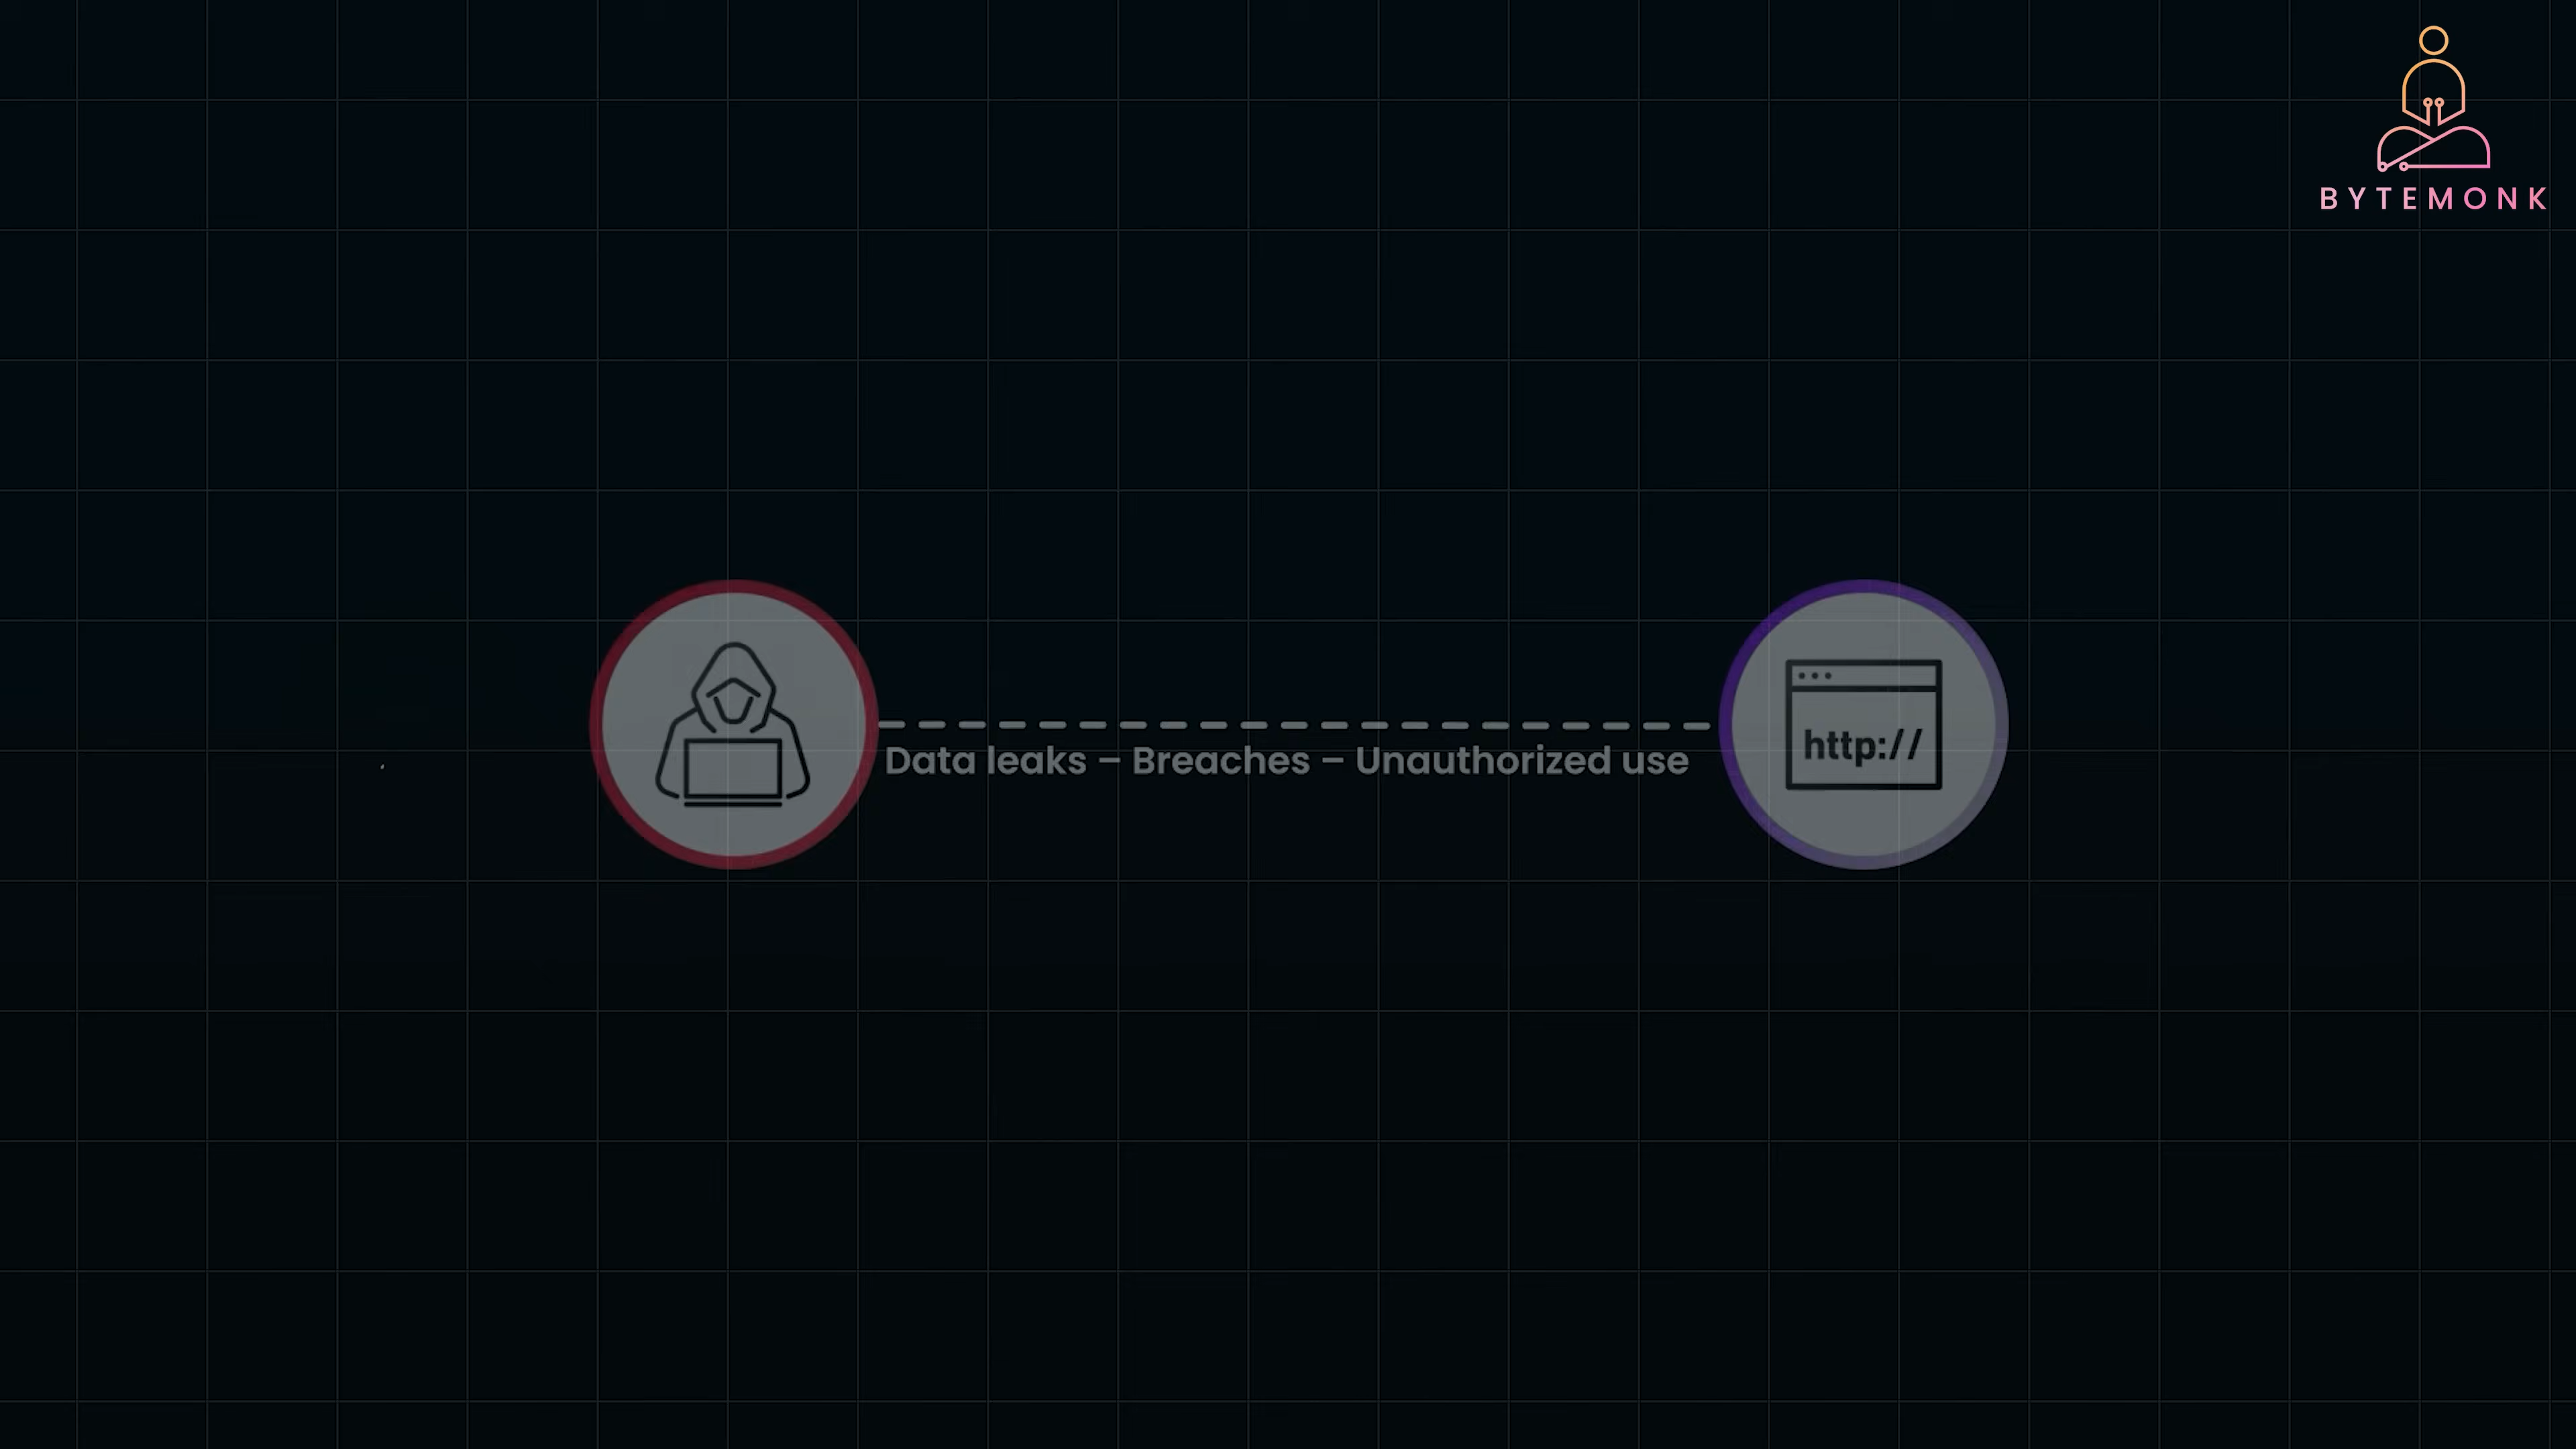 BYTEMONK
http://
Data leaks – Breaches – Unauthorized use